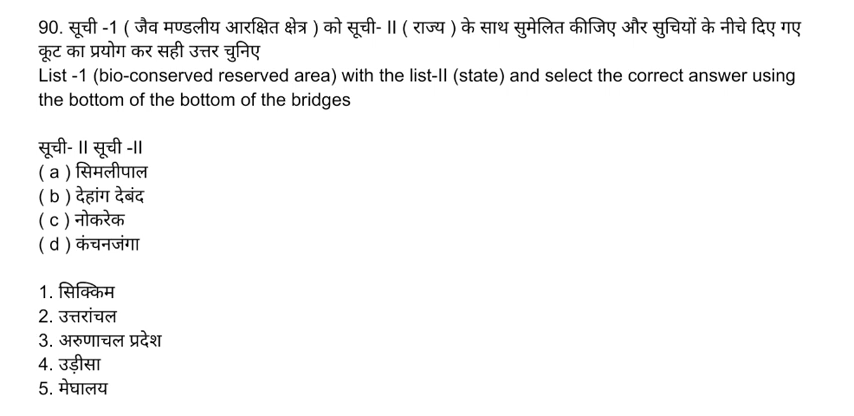 90. सूची -1 ( जैव मण्डलीय आरक्षित क्षेत्र ) को सूची- II ( राज्य ) के साथ सुमेलित कीजिए और सुचियों के नीचे दिए गए
कूट का प्रयोग कर सही उत्तर चुनिए
List -1 (bio-conserved reserved area) with the list-II (state) and select the correct answer using
the bottom of the bottom of the bridges
सूची- II सूची -II
( a ) सिमलीपाल
( b ) देहांग देबंद
( c ) नोकरेक
( d ) कंचनजंगा
1. सिक्किम
2. उत्तरांचल
3. अरुणाचल प्रदेश
4. उड़ीसा
5. मेघालय